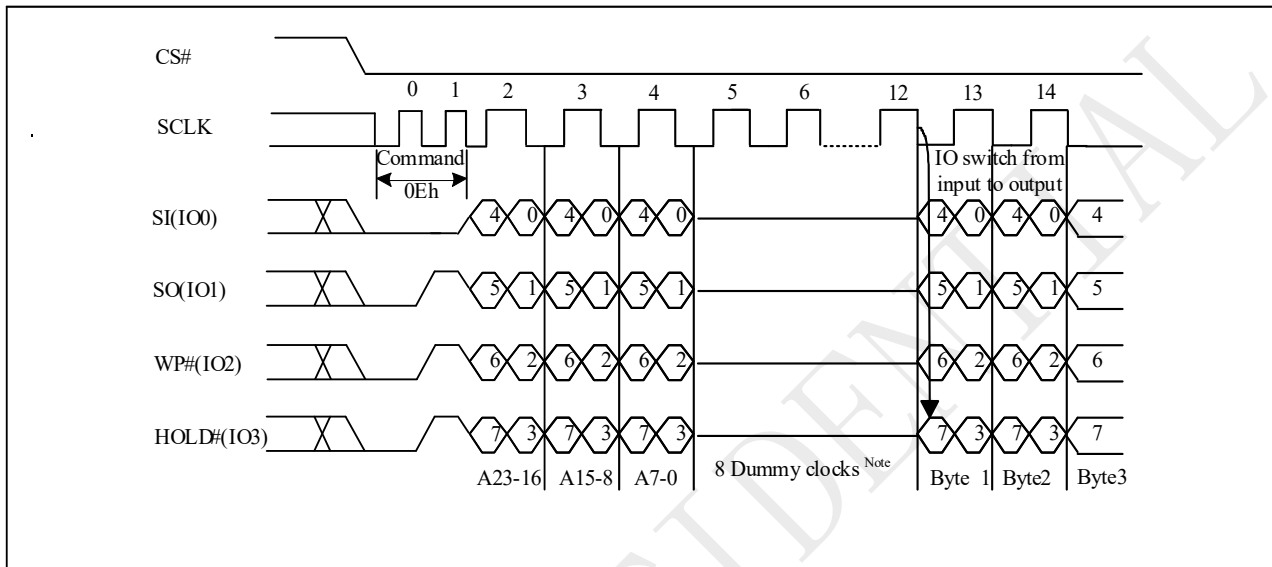 CS#
0 1 2 3 4 5 6 12 13 14
SCLK
Command
0Eh
IO switch from
input to output
SI(IO0) 4 0 4 0 4 0 4 0 4 0 4
SO(IO1) 5 1 5 1 5 1 5 1 5 1 5
WP#(IO2) 6 2 6 2 6 2 6 2 6 2 6
HOLD#(IO3) 7 3 7 3 7 3 7 3 7 3 7
A23-16 A15-8 A7-0 8 Dummy clocks Note Byte 1 Byte2 Byte3
IDENTIAL